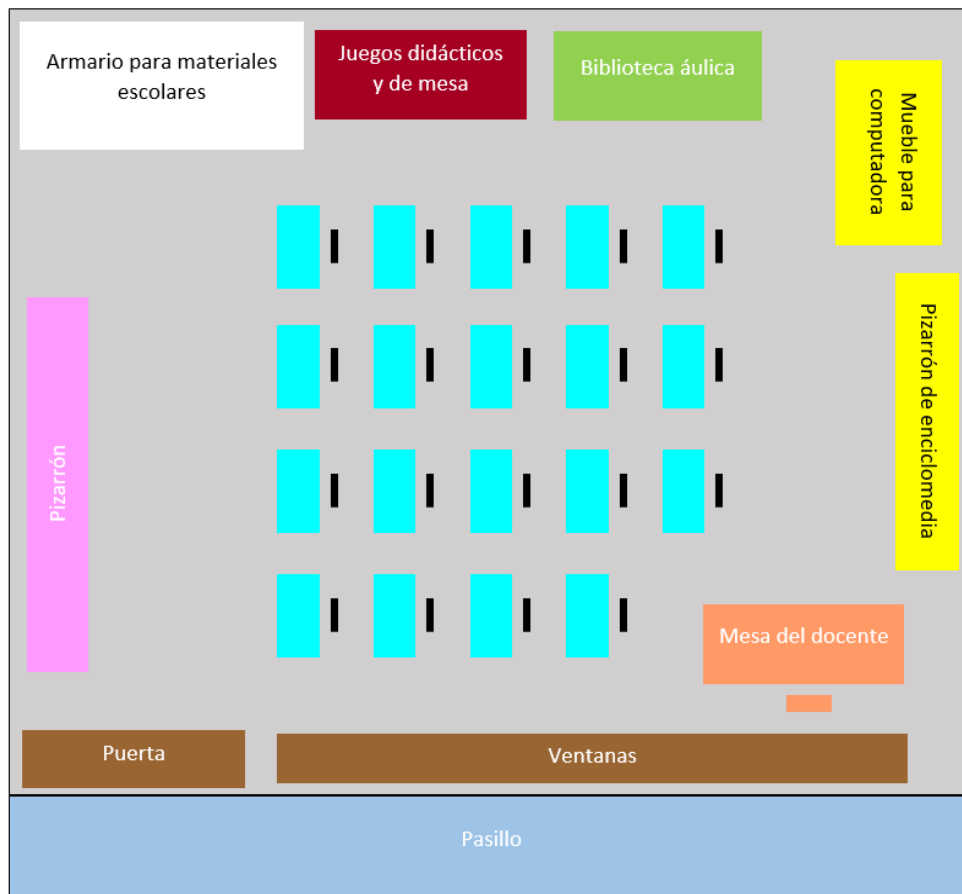 Armario para materiales
escolares
Juegos didácticos
y de mesa
Biblioteca áulica
Mueble para
computadora
Pizarrón
Pizarrón de enciclomedia
Mesa del docente
Puerta
Ventanas
Pasillo